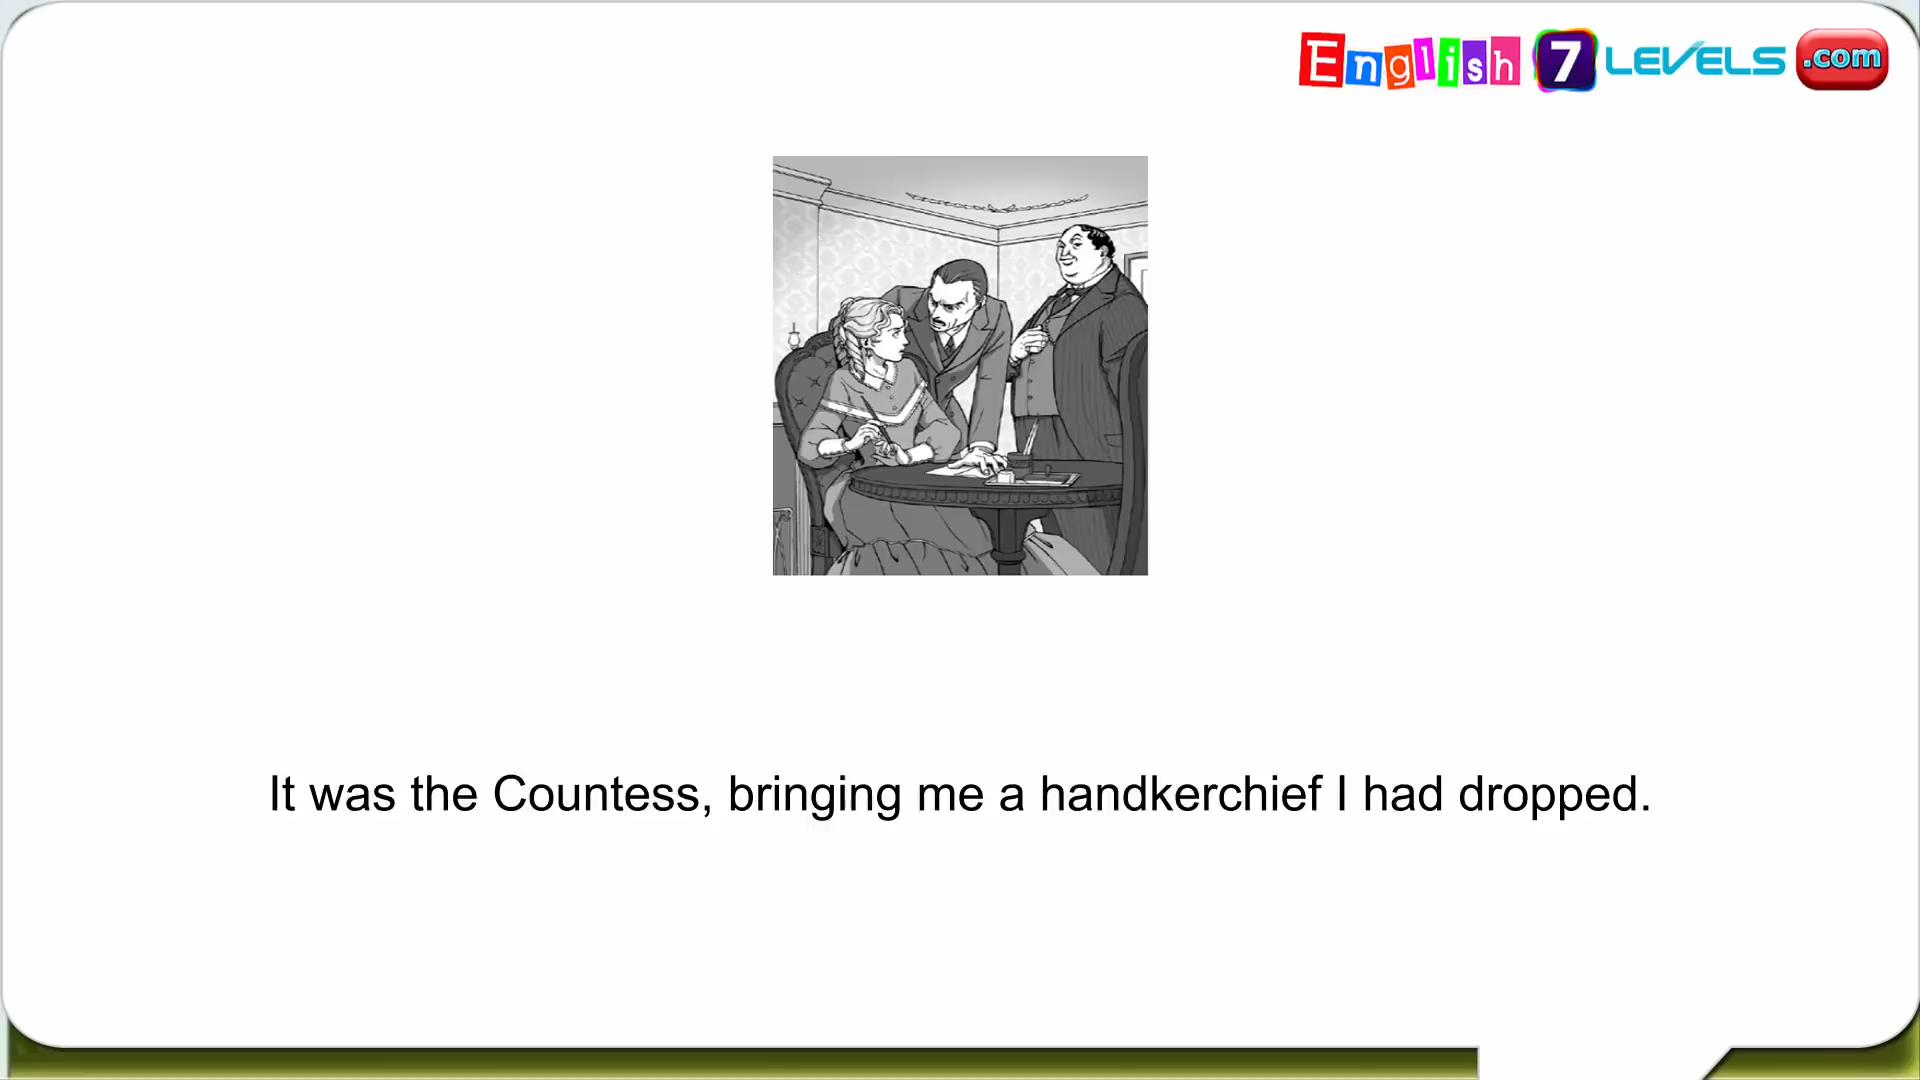 English 7 LEVELS .com
It was the Countess, bringing me a handkerchief I had dropped.